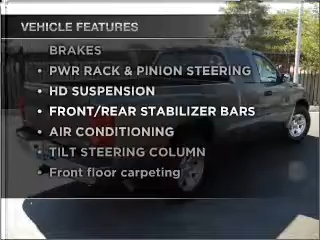 VEHICLE FEATURES
BRAKES
• PWR RACK & PINION STEERING
• HD SUSPENSION
• FRONT/REAR STABILIZER BARS
• AIR CONDITIONING
• TILT STEERING COLUMN
• Front floor carpeting